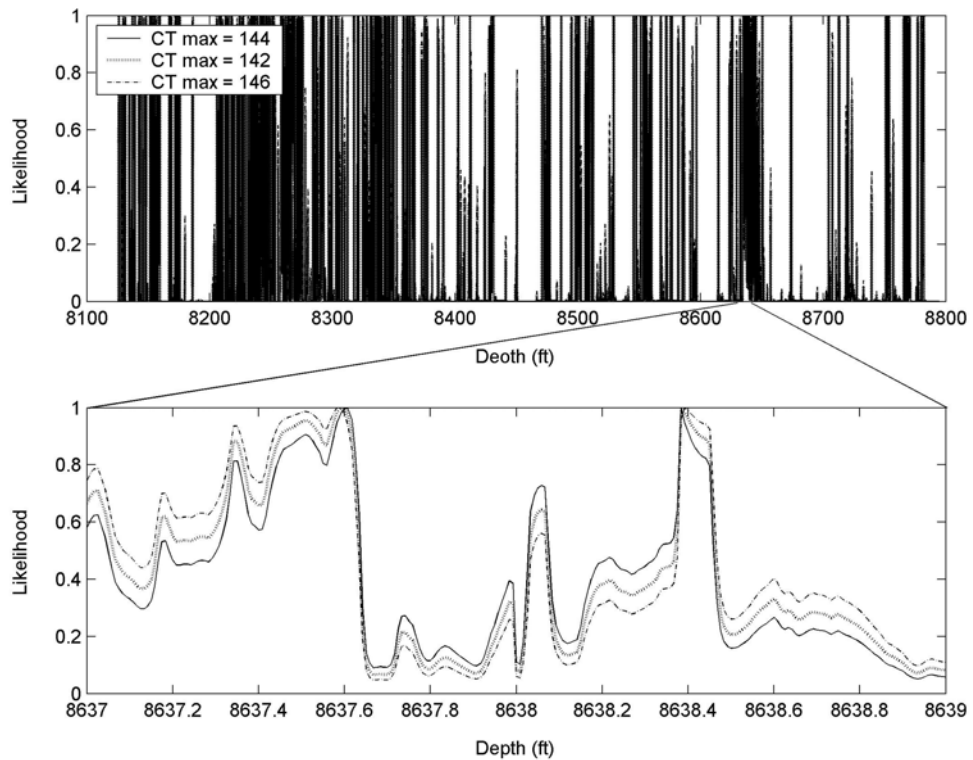 1
0.8
0.6
0.4
0.2
0
Likelihood
CT max = 144
CT max = 142
CT max = 146
8100 8200 8300 8400 8500 8600 8700 8800
Deoth (ft)
1
0.8
0.6
0.4
0.2
0
Likelihood
8637 8637.2 8637.4 8637.6 8637.8 8638 8638.2 8638.4 8638.6 8638.8 8639
Depth (ft)